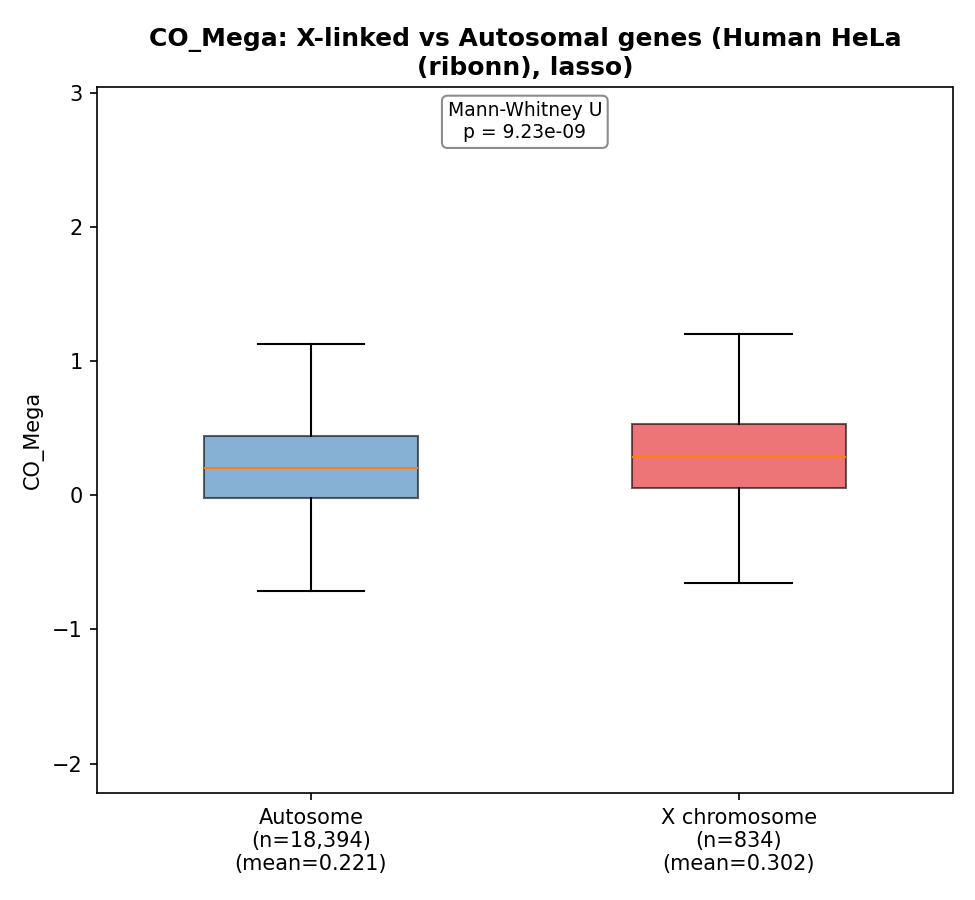 CO_Mega: X-linked vs Autosomal genes (Human HeLa
(ribonn), lasso)
Mann-Whitney U
p = 9.23e-09
3
2
1
0
−1
−2
CO_Mega
Autosome
(n=18,394)
(mean=0.221)
X chromosome
(n=834)
(mean=0.302)